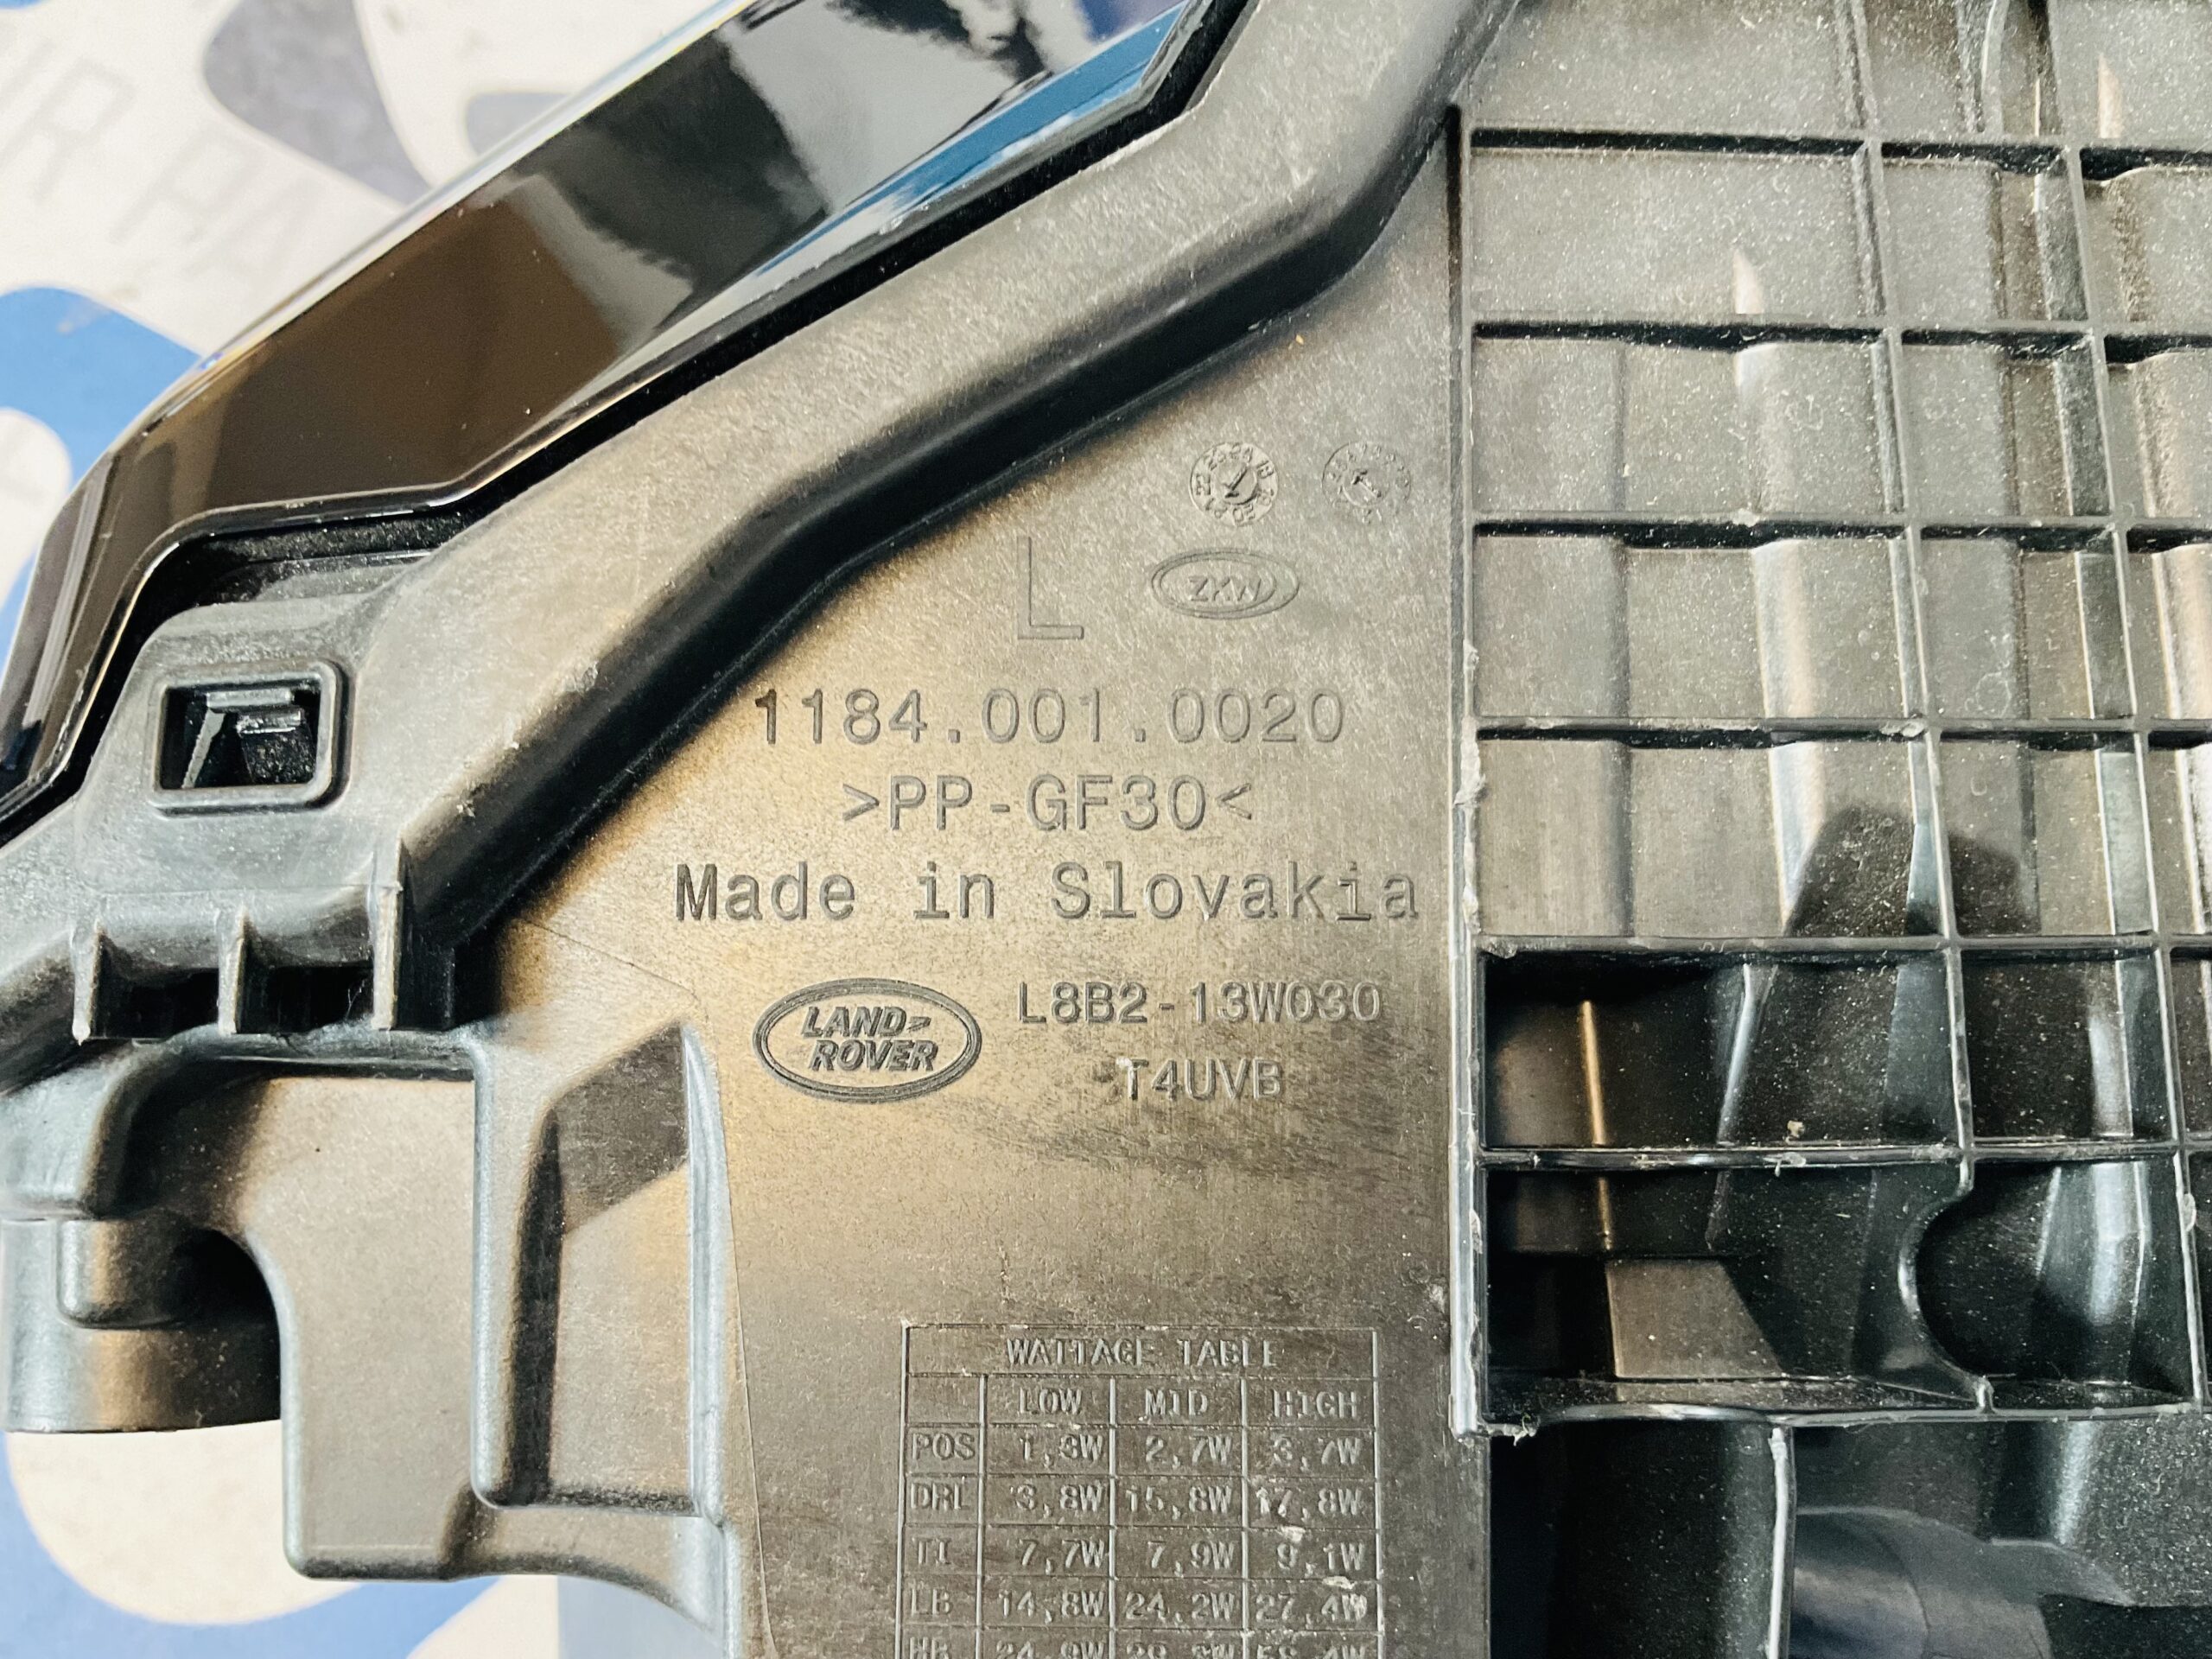 L
ZKW
1184.001.0020
>PP-GF30<
Made in Slovakia
LAND-
ROVER
L8B2-13W030
T4UVB
WATTAGE TABLE
LOW MID HIGH
POS 1,3W 2,7W 3,7W
DRL 3,8W 15,8W 17,8W
TI 7,7W 7,9W 9,1W
LB 14,8W 24,2W 27,4W
HB